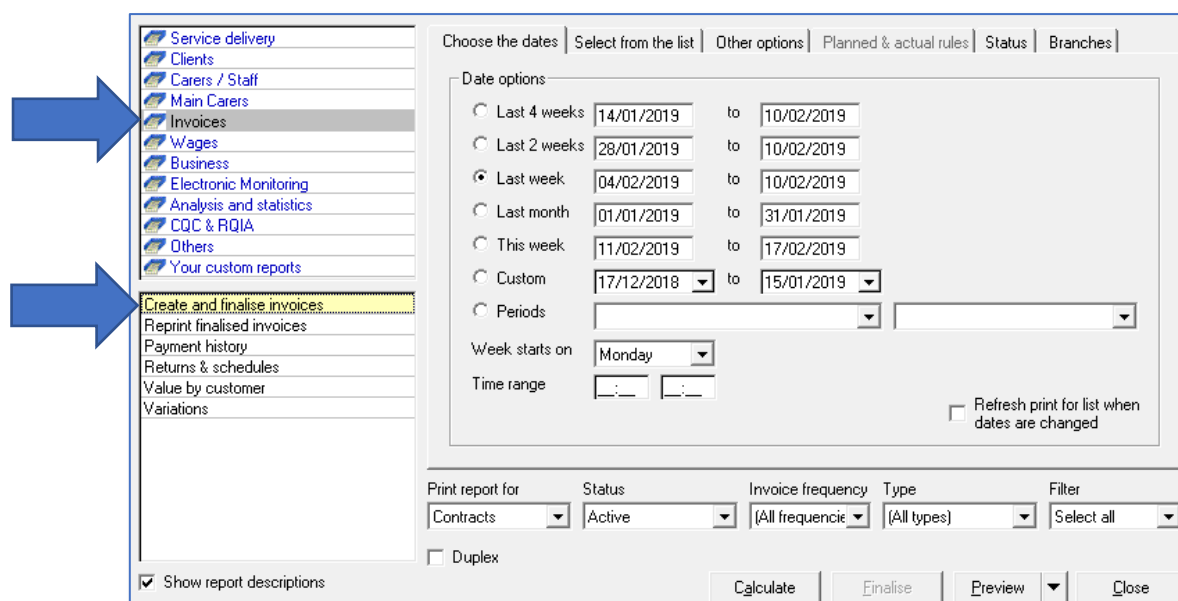 Service delivery
Clients
Carers / Staff
Main Carers
Invoices
Wages
Business
Electronic Monitoring
Analysis and statistics
CQC & RQIA
Others
Your custom reports
Create and finalise invoices
Reprint finalised invoices
Payment history
Returns & schedules
Value by customer
Variations
Show report descriptions
Choose the dates Select from the list Other options Planned & actual rules Status Branches
Date options
Last 4 weeks 14/01/2019 to 10/02/2019
Last 2 weeks 28/01/2019 to 10/02/2019
Last week 04/02/2019 to 10/02/2019
Last month 01/01/2019 to 31/01/2019
This week 11/02/2019 to 17/02/2019
Custom 17/12/2018 to 15/01/2019
Periods
Week starts on Monday
Time range __:__ __:__
Refresh print for list when
dates are changed
Print report for Status Invoice frequency Type Filter
Contracts Active (All frequencie (All types) Select all
Duplex
Calculate Finalise Preview Close